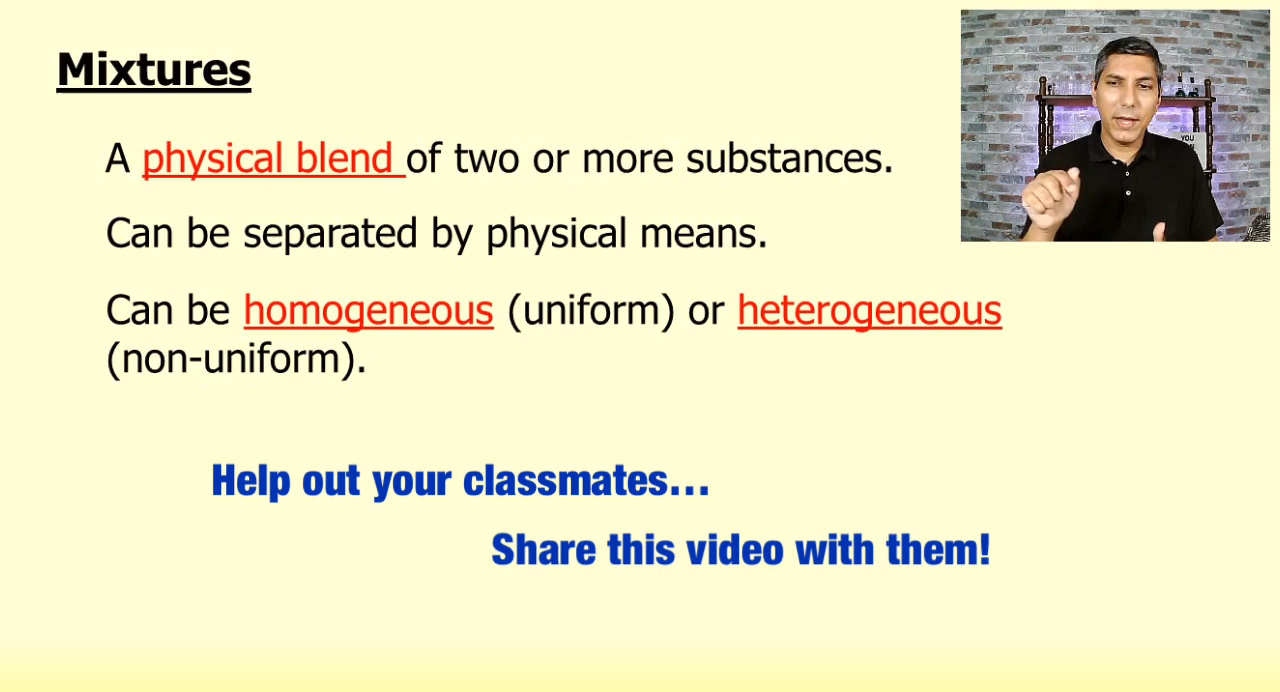 Mixtures
A physical blend of two or more substances.
Can be separated by physical means.
Can be homogeneous (uniform) or heterogeneous
(non-uniform).
Help out your classmates…
Share this video with them!
YOU